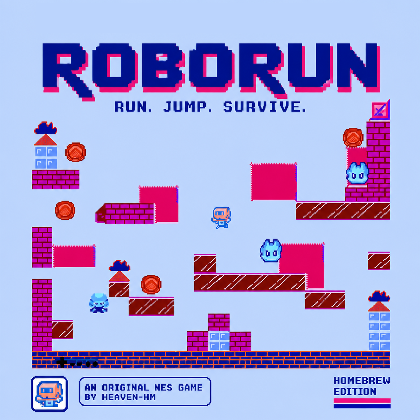 ROBORUN
RUN. JUMP. SURVIVE.
AN ORIGINAL NES GAME
BY HEAVEN-HM
HOMEBREW
EDITION